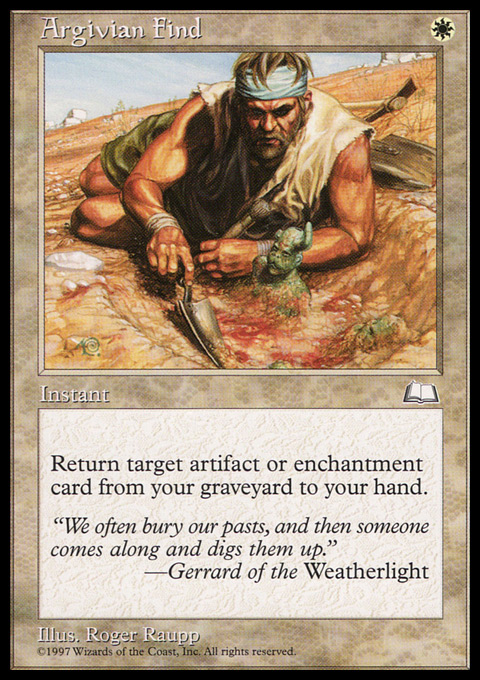 Argivian Find
Instant
Return target artifact or enchantment
card from your graveyard to your hand.
“We often bury our pasts, and then someone
comes along and digs them up.”
—Gerrard of the Weatherlight
Illus. Roger Raupp
©1997 Wizards of the Coast, Inc. All rights reserved.